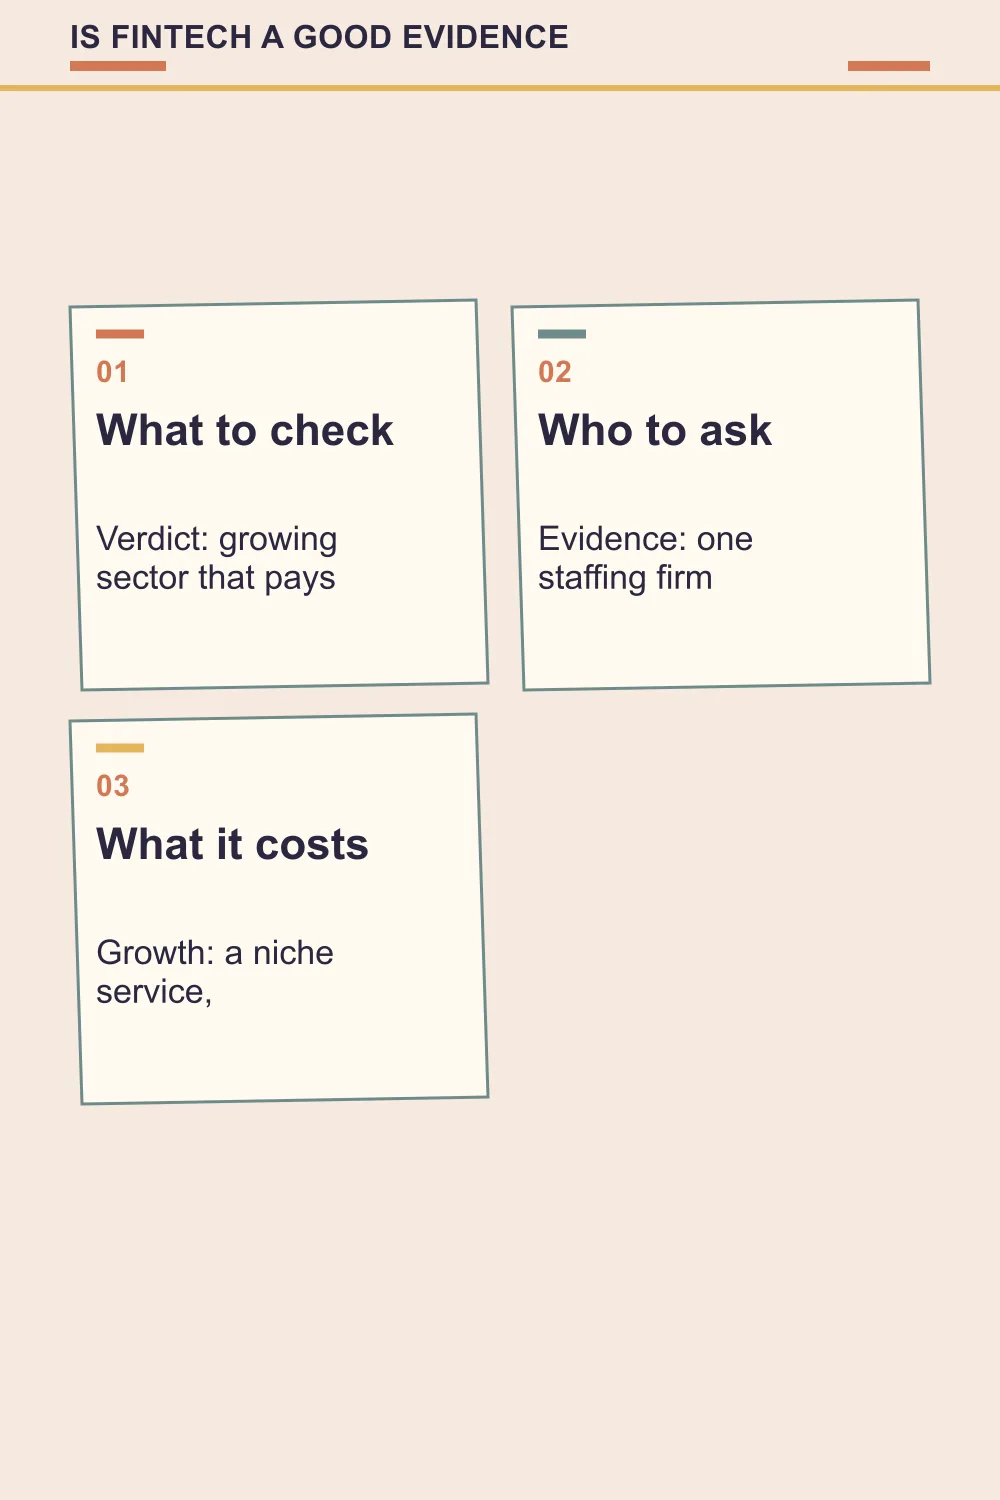 IS FINTECH A GOOD EVIDENCE
01
What to check
Verdict: growing
sector that pays
02
Who to ask
Evidence: one
staffing firm
03
What it costs
Growth: a niche
service,